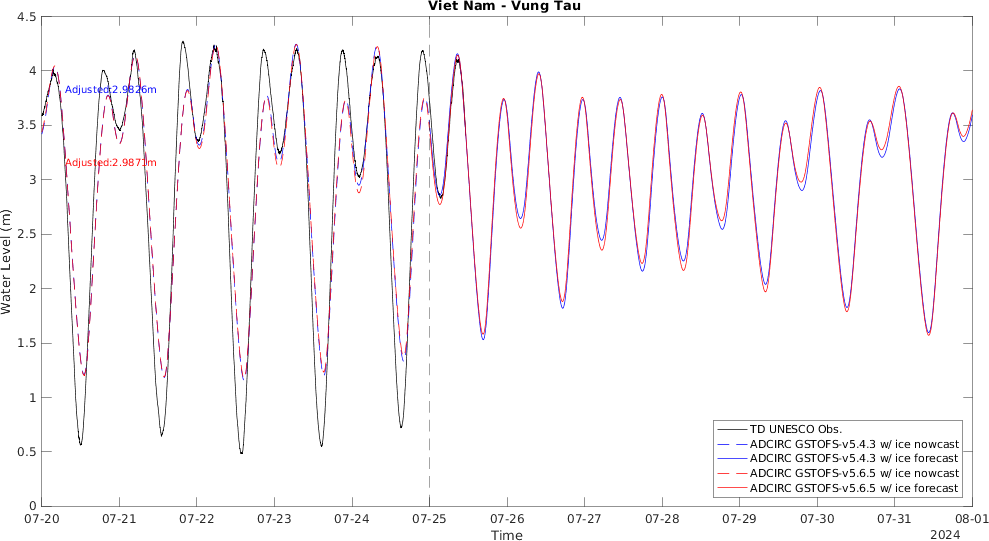 Viet Nam - Vung Tau
4.5
4
3.5
3
2.5
2
1.5
1
0.5
0
Water Level (m)
Adjusted:2.9826m
Adjusted:2.9871m
TD UNESCO Obs.
ADCIRC GSTOFS-v5.4.3 w/ ice nowcast
ADCIRC GSTOFS-v5.4.3 w/ ice forecast
ADCIRC GSTOFS-v5.6.5 w/ ice nowcast
ADCIRC GSTOFS-v5.6.5 w/ ice forecast
07-20 07-21 07-22 07-23 07-24 07-25 07-26 07-27 07-28 07-29 07-30 07-31 08-01
Time
2024